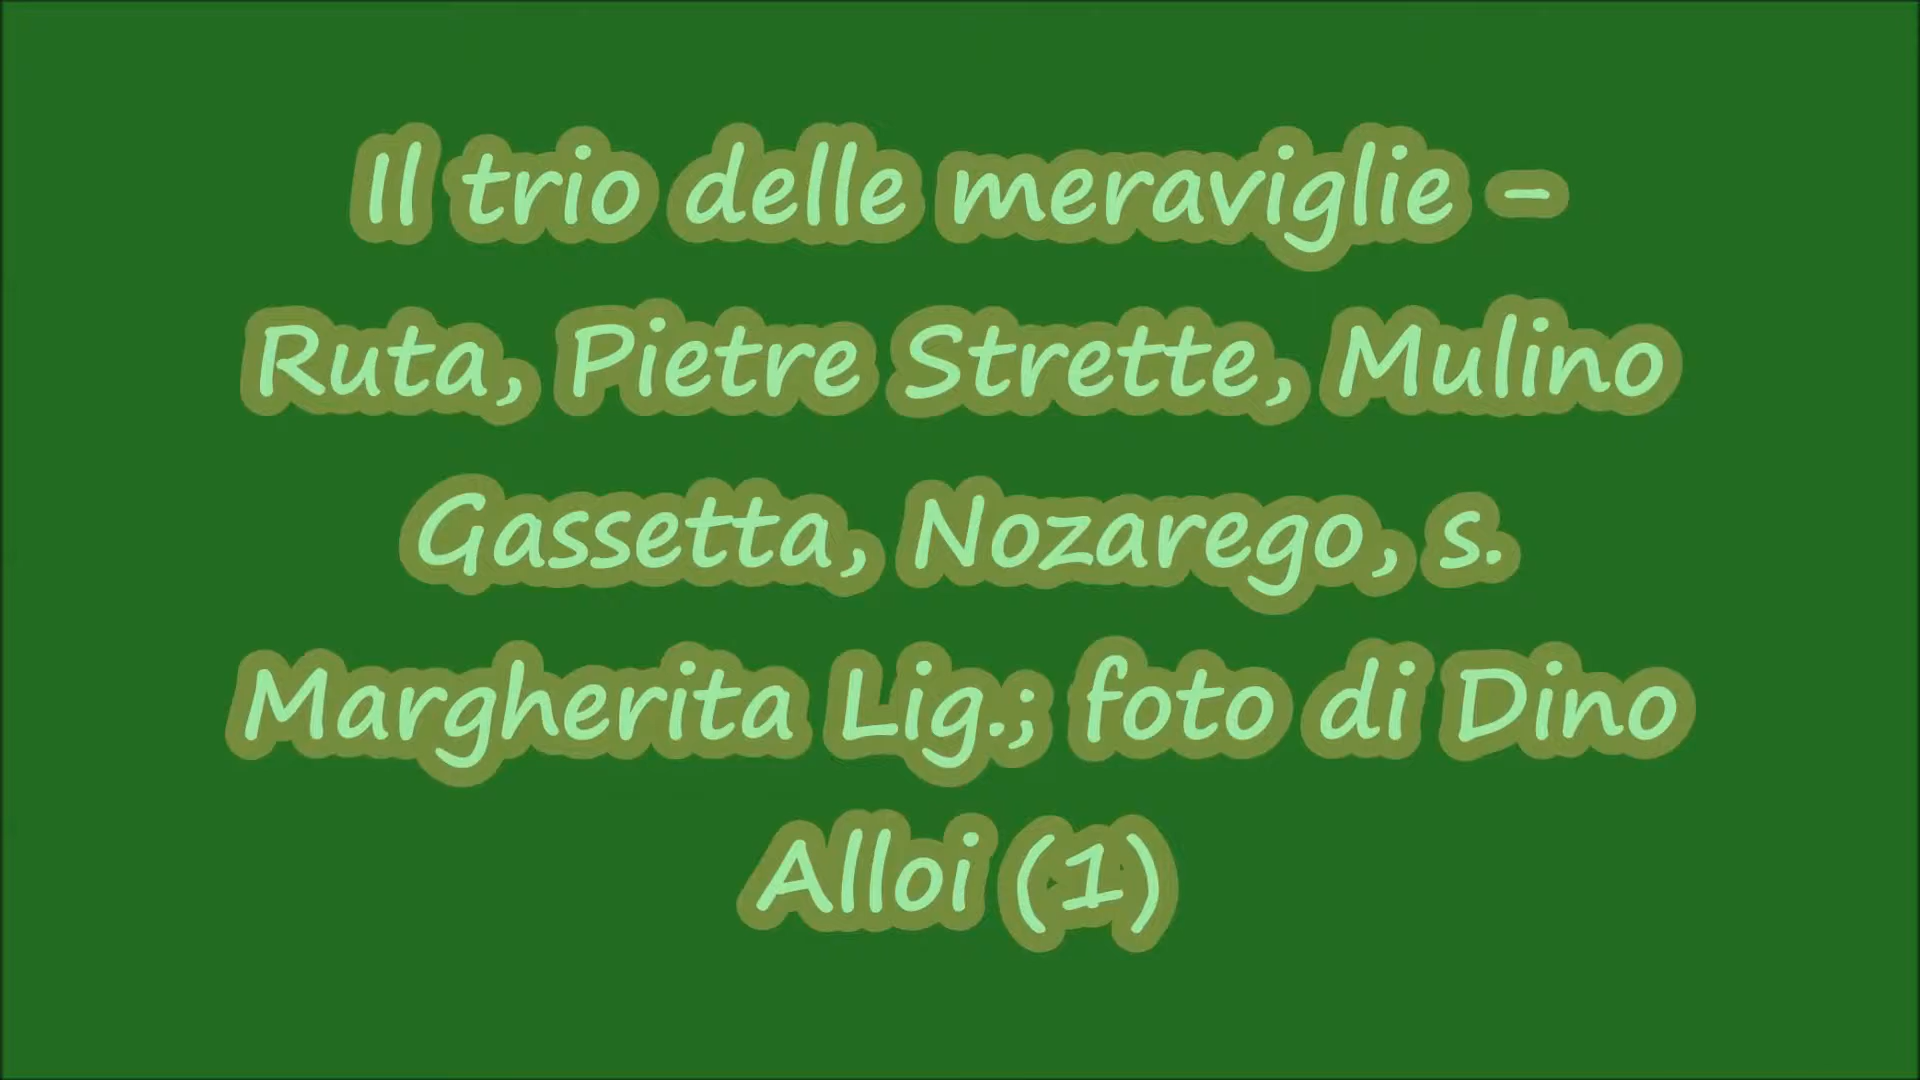 Il trio delle meraviglie -
Ruta, Pietre Strette, Mulino
Gassetta, Nozarego, s.
Margherita Lig.; foto di Dino
Alloi (1)